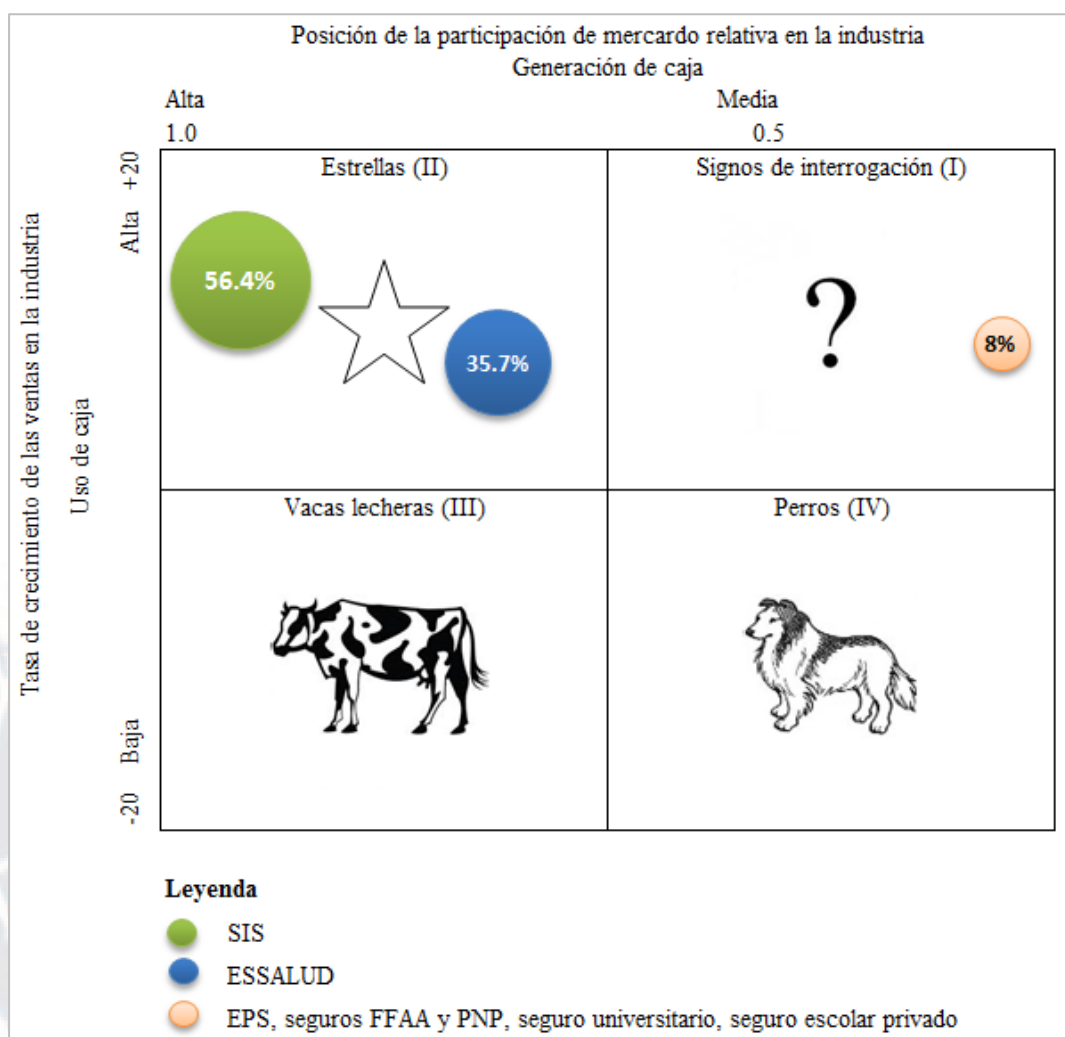 Posición de la participación de mercardo relativa en la industria
Generación de caja
Alta
Media
1.0
0.5
Tasa de crecimiento de las ventas en la industria
Uso de caja
+20
Alta
Baja
-20
Estrellas (II)
Signos de interrogación (I)
56.4%
35.7%
?
8%
Vacas lecheras (III)
Perros (IV)
Leyenda
SIS
ESSALUD
EPS, seguros FFAA y PNP, seguro universitario, seguro escolar privado